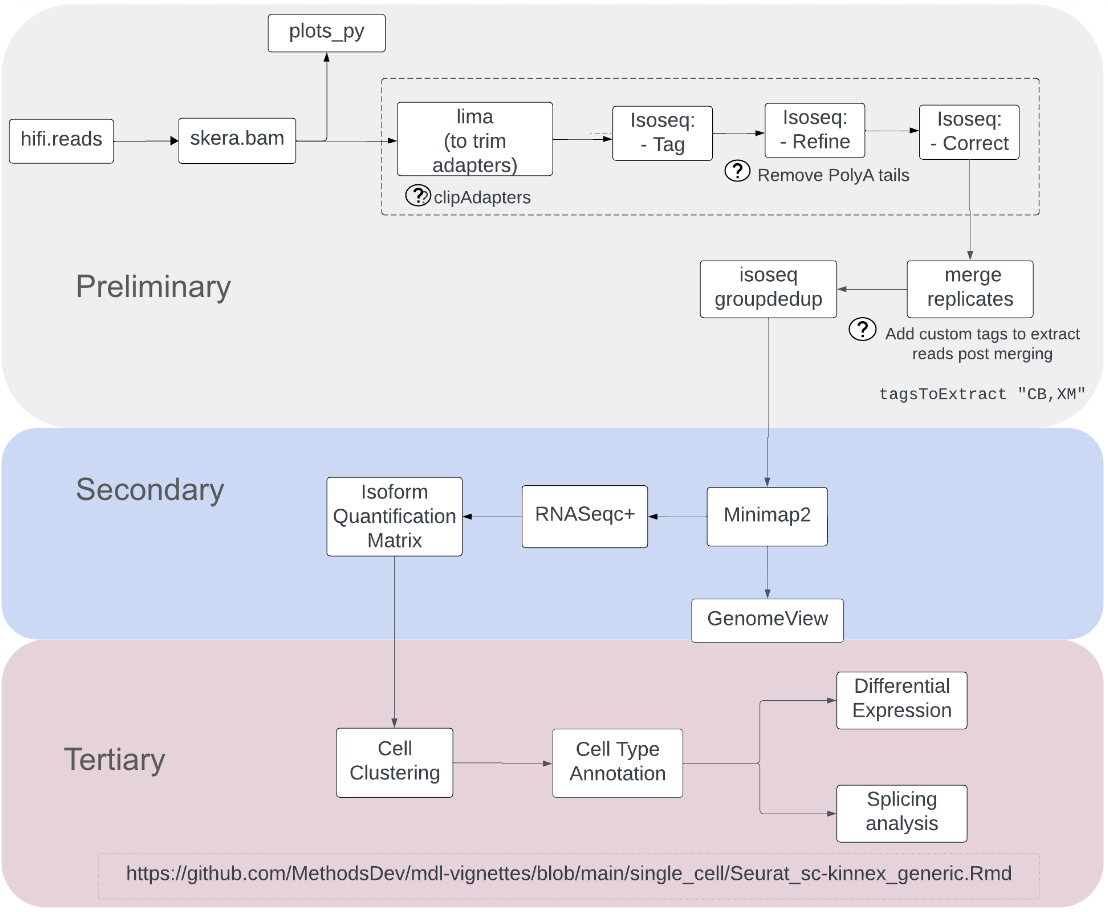 plots_py
hifi.reads
skera.bam
lima
(to trim
adapters)
Isoseq:
- Tag
Isoseq:
- Refine
Isoseq:
- Correct
? clipAdapters
? Remove PolyA tails
Preliminary
isoseq
groupdedup
merge
replicates
? Add custom tags to extract
reads post merging
tagsToExtract "CB,XM"
Secondary
Isoform
Quantification
Matrix
RNASeqc+
Minimap2
GenomeView
Tertiary
Cell
Clustering
Cell Type
Annotation
Differential
Expression
Splicing
analysis
https://github.com/MethodsDev/mdl-vignettes/blob/main/single_cell/Seurat_sc-kinnex_generic.Rmd